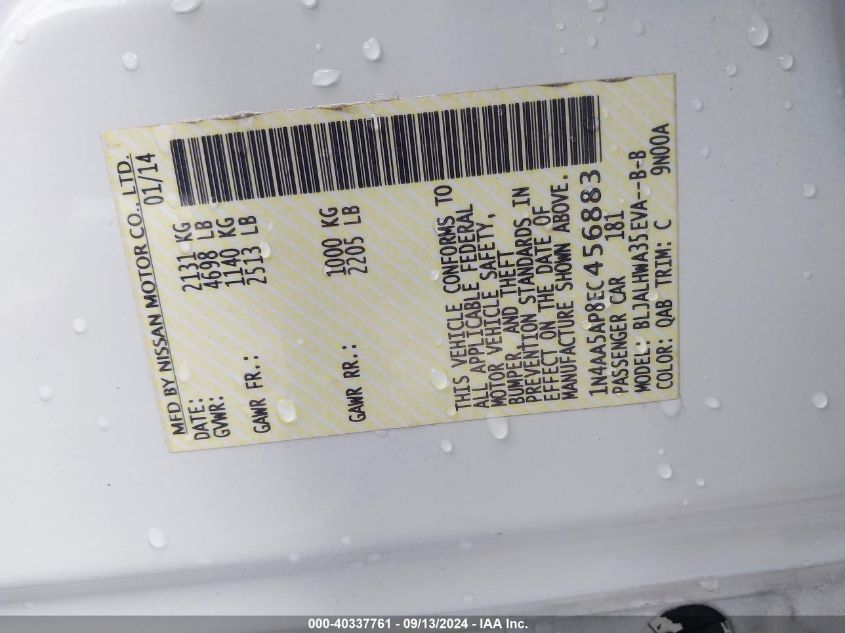 MFD BY NISSAN MOTOR CO., LTD.
DATE: 01/14
GVWR: 2131 KG
4698 LB
GAWR FR.: 1140 KG
2513 LB
GAWR RR.: 1000 KG
2205 LB
THIS VEHICLE CONFORMS TO
ALL APPLICABLE FEDERAL
MOTOR VEHICLE SAFETY,
BUMPER, AND THEFT
PREVENTION STANDARDS IN
EFFECT ON THE DATE OF
MANUFACTURE SHOWN ABOVE.
1N4AA5AP8EC456883
PASSENGER CAR 181
MODEL: BLJALHWA35EVA--B-B
COLOR: QAB TRIM: C 9N00A
000-40337761 - 09/13/2024 - IAA Inc.